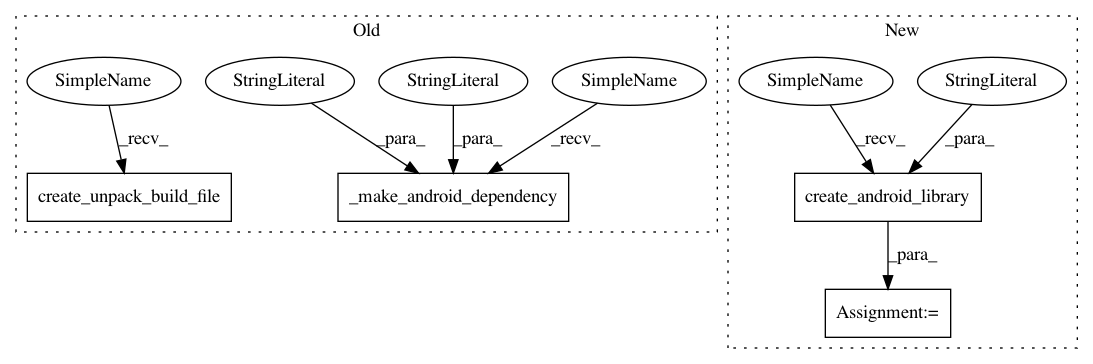 Old
New
SimpleName
StringLiteral
StringLiteral
SimpleName
SimpleName
StringLiteral
_recv_
_para_
_para_
_recv_
_recv_
_para_
create_unpack_build_file
_make_android_dependency
create_android_library
_para_
Assignment:=